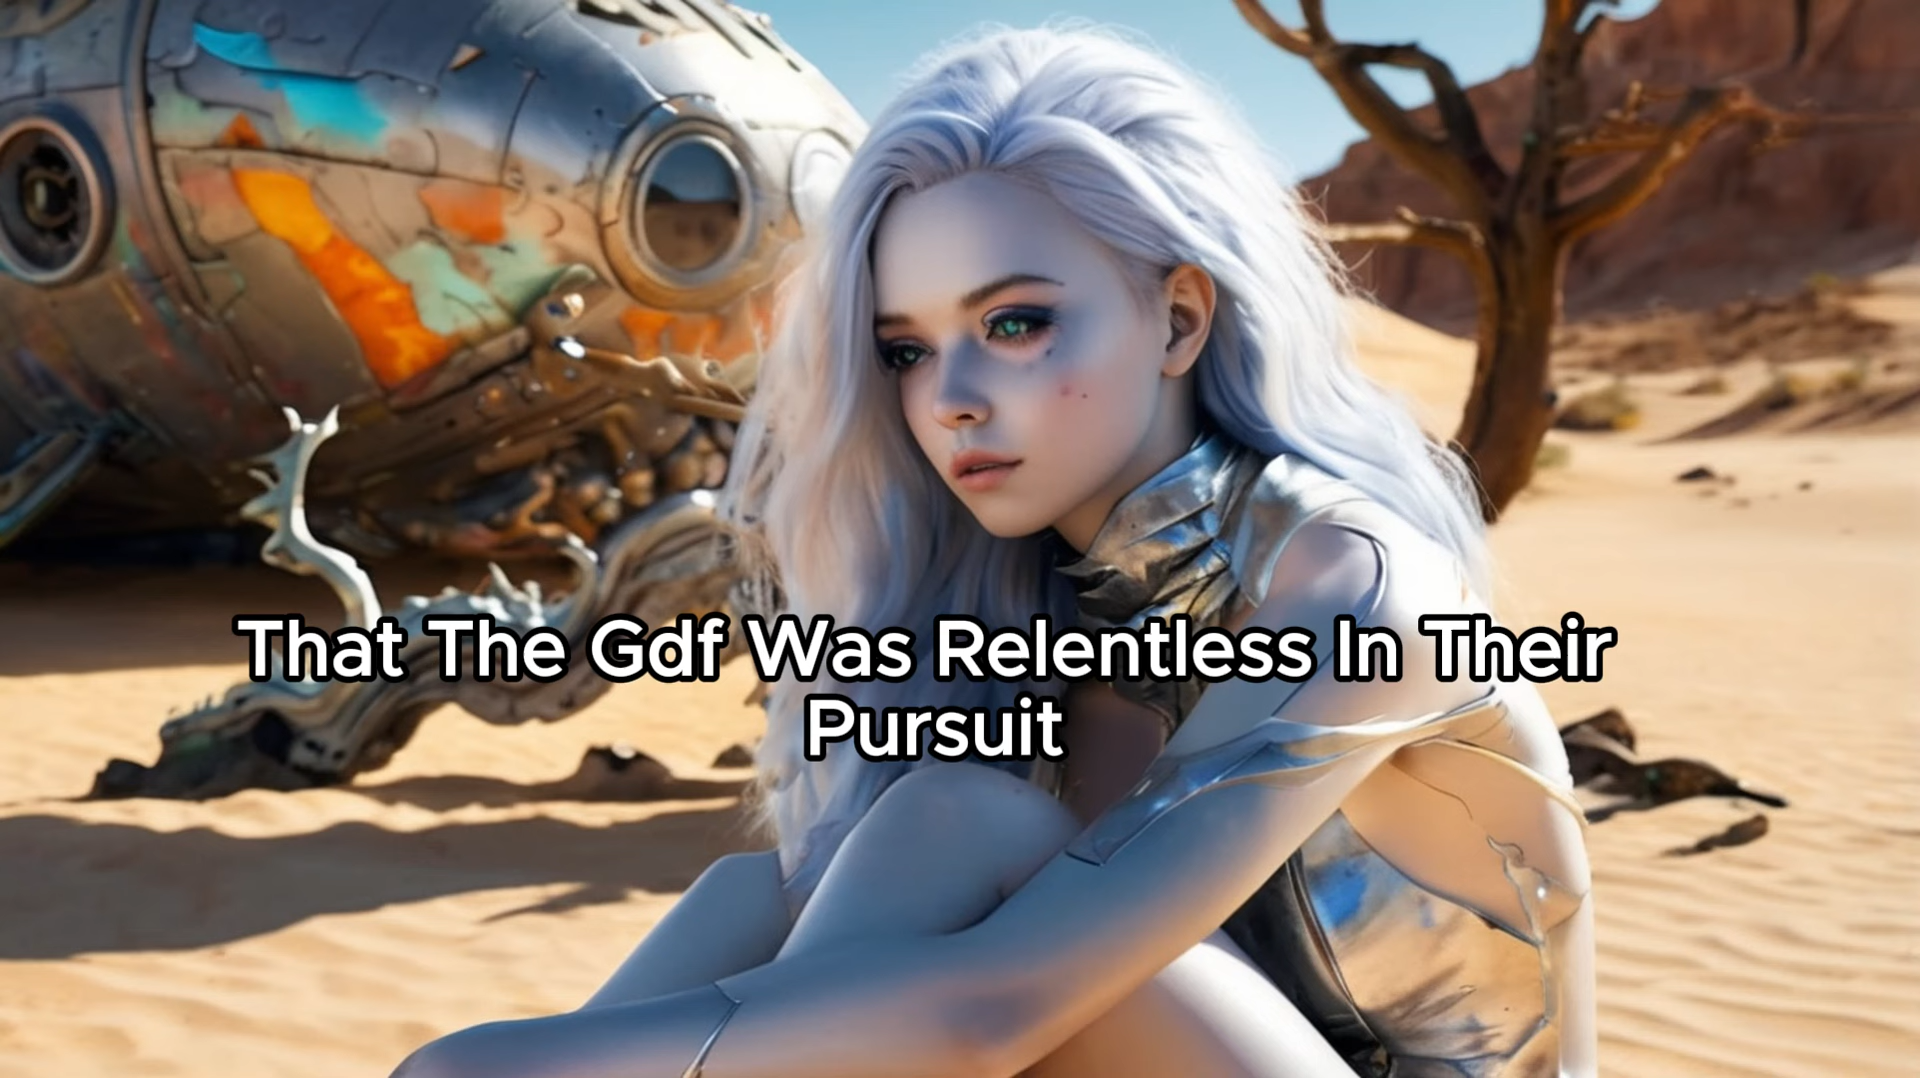 That The Gdf Was Relentless In Their
Pursuit